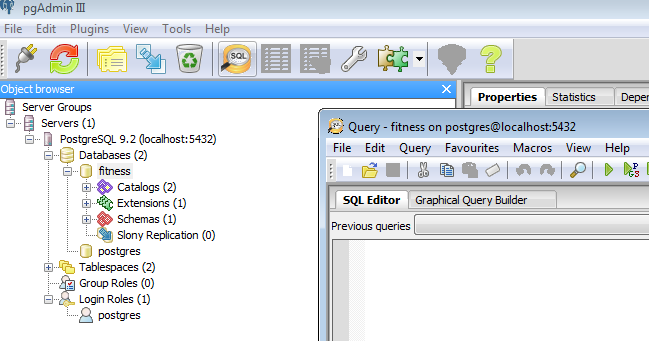 pgAdmin III
File Edit Plugins View Tools Help
SQL
Object browser
Server Groups
Servers (1)
PostgreSQL 9.2 (localhost:5432)
Databases (2)
fitness
Catalogs (2)
Extensions (1)
Schemas (1)
Slony Replication (0)
postgres
Tablespaces (2)
Group Roles (0)
Login Roles (1)
postgres
Properties Statistics Depe
Query - fitness on postgres@localhost:5432
File Edit Query Favourites Macros View Help
SQL Editor Graphical Query Builder
Previous queries